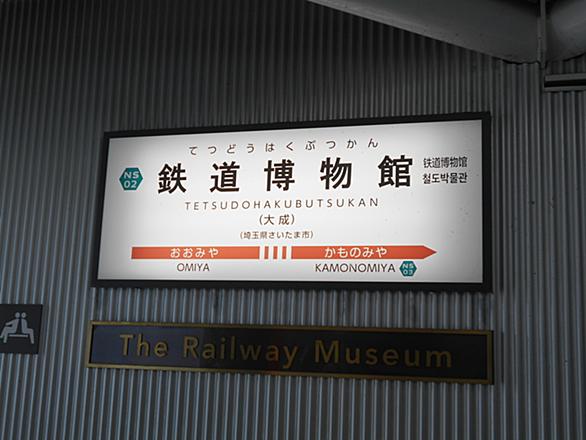 てつどうはくぶつかん
NS 02
鉄道博物館
铁道博物馆
철도박물관
TETSUDOHAKUBUTSUKAN
(大成)
(埼玉県さいたま市)
おおみや かものみや
OMIYA KAMONOMIYA NS 03
The Railway Museum